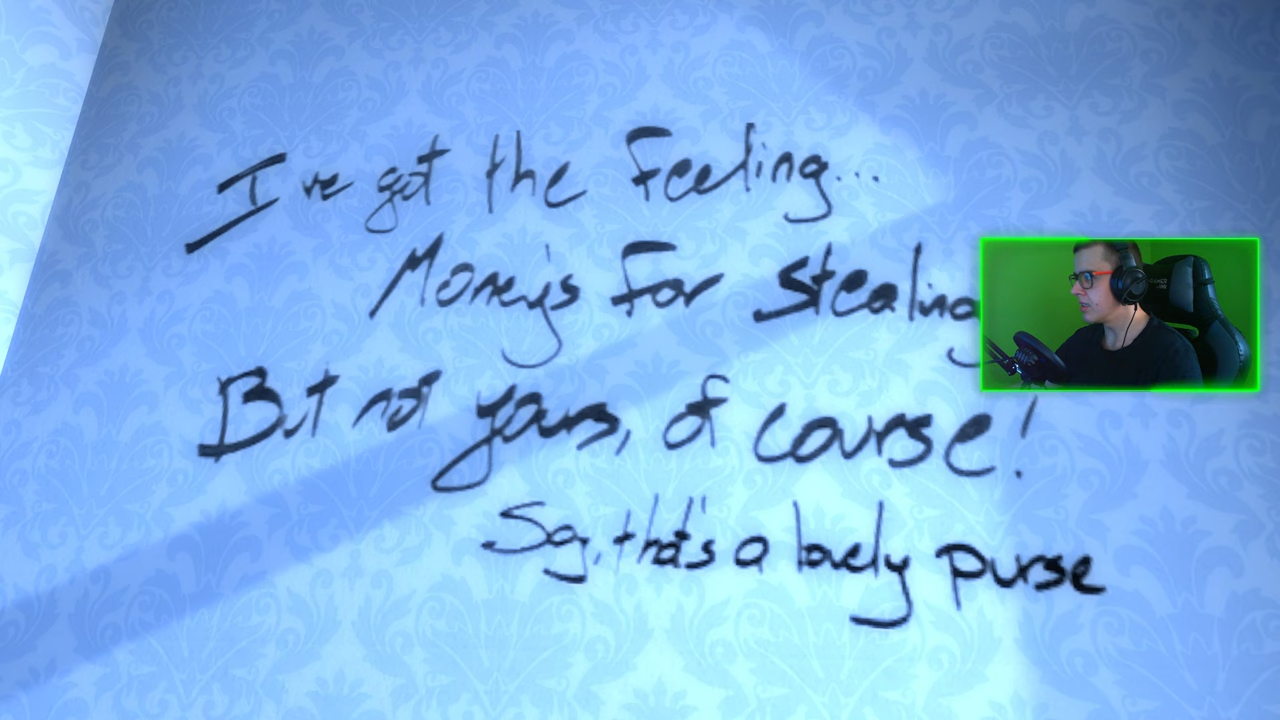 I've got the feeling...
Money's for stealing
But not yours, of course!
Say, that's a lovely purse